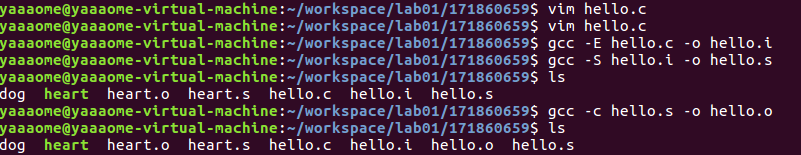 yaaaome@yaaaome-virtual-machine:~/workspace/lab01/171860659$ vim hello.c
yaaaome@yaaaome-virtual-machine:~/workspace/lab01/171860659$ vim hello.c
yaaaome@yaaaome-virtual-machine:~/workspace/lab01/171860659$ gcc -E hello.c -o hello.i
yaaaome@yaaaome-virtual-machine:~/workspace/lab01/171860659$ gcc -S hello.i -o hello.s
yaaaome@yaaaome-virtual-machine:~/workspace/lab01/171860659$ ls
dog heart heart.o heart.s hello.c hello.i hello.s
yaaaome@yaaaome-virtual-machine:~/workspace/lab01/171860659$ gcc -c hello.s -o hello.o
yaaaome@yaaaome-virtual-machine:~/workspace/lab01/171860659$ ls
dog heart heart.o heart.s hello.c hello.i hello.o hello.s